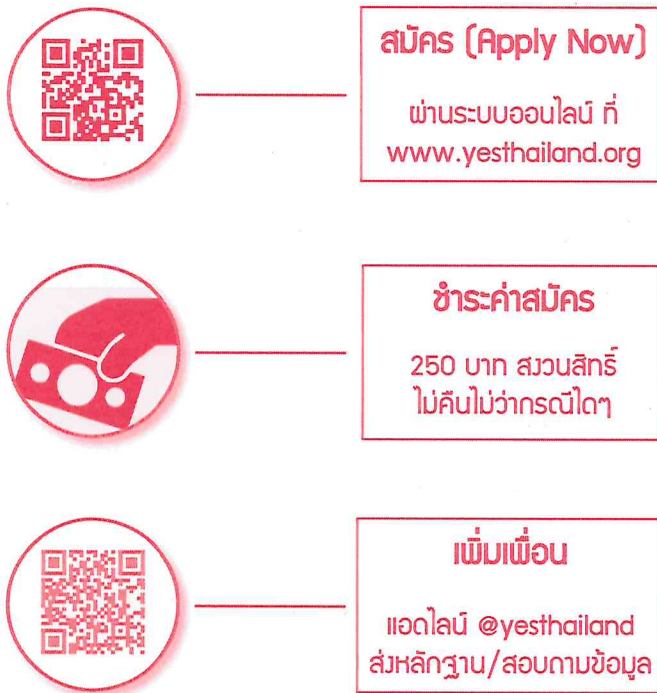 สมัคร (Apply Now)
ผ่านระบบออนไลน์ ที่
www.yesthailand.org
ชำระค่าสมัคร
250 บาท สงวนสิทธิ์
ไม่คืนไม่ว่ากรณีใดๆ
เพิ่มเพื่อน
แอดไลน์ @yesthailand
ส่งหลักฐาน/สอบถามข้อมูล